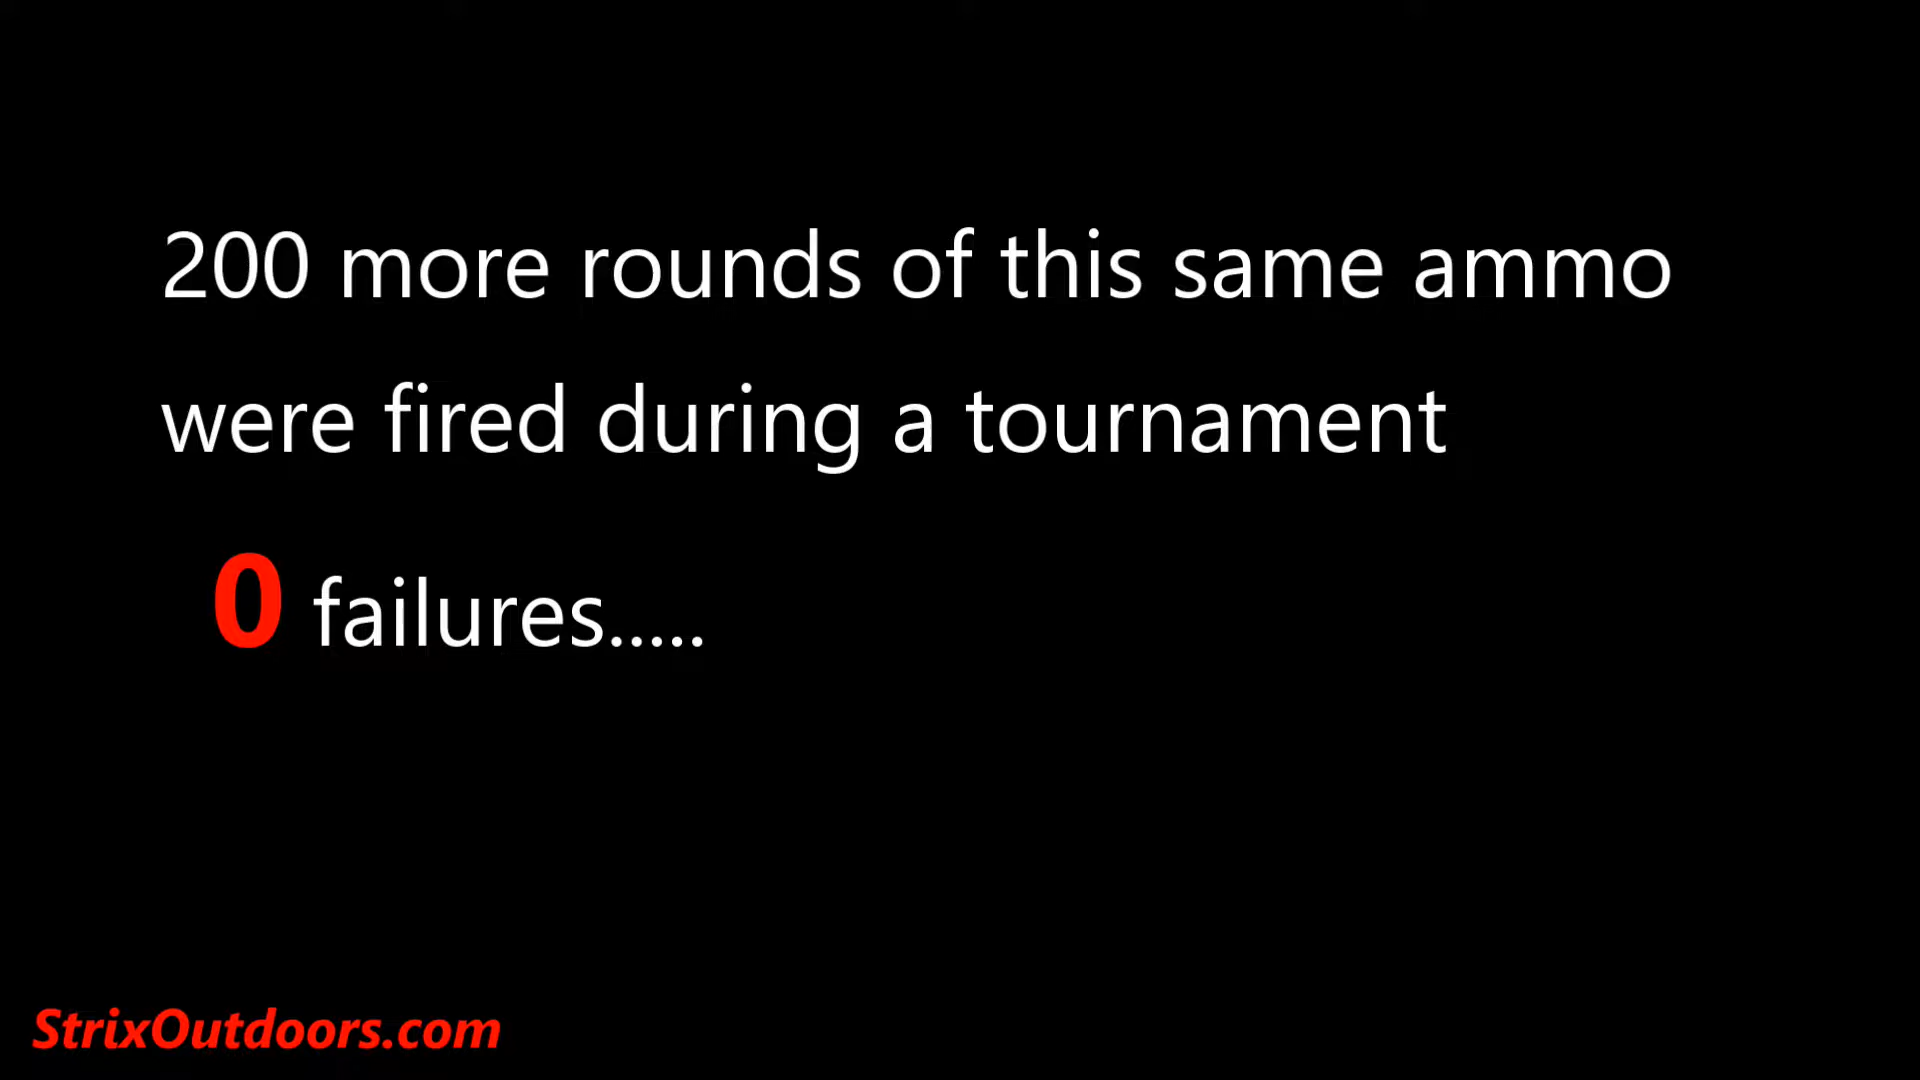 200 more rounds of this same ammo
were fired during a tournament
0 failures.....
StrixOutdoors.com